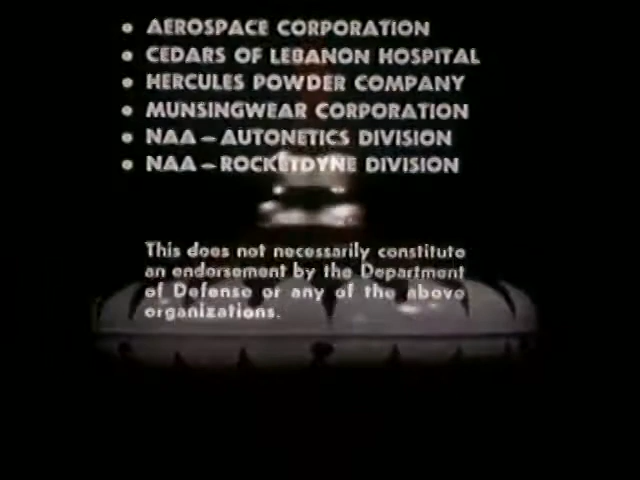 • AEROSPACE CORPORATION
• CEDARS OF LEBANON HOSPITAL
• HERCULES POWDER COMPANY
• MUNSINGWEAR CORPORATION
• NAA – AUTONETICS DIVISION
• NAA – ROCKETDYNE DIVISION
This does not necessarily constitute
an endorsement by the Department
of Defense or any of the above
organizations.